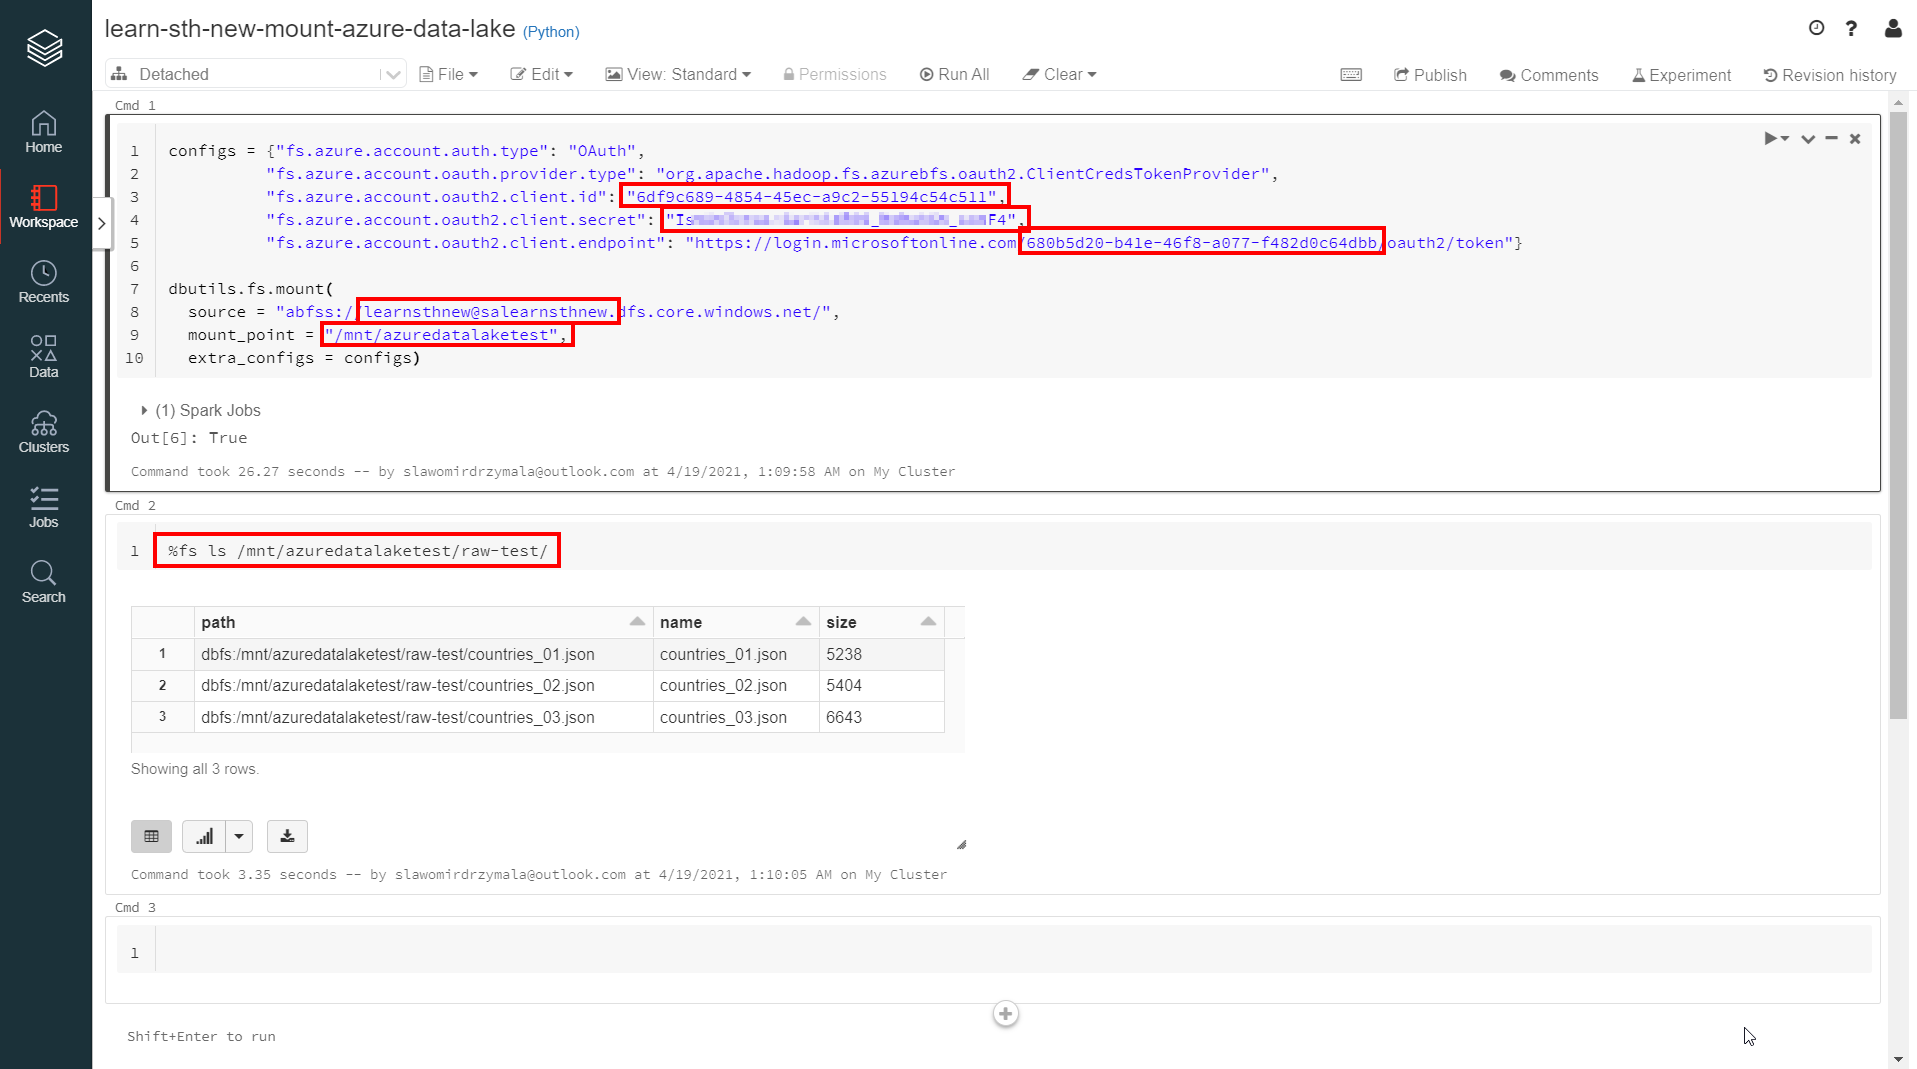 learn-sth-new-mount-azure-data-lake (Python)
Detached File Edit View: Standard Permissions Run All Clear Publish Comments Experiment Revision history
Home
Workspace
Recents
Data
Clusters
Jobs
Search
Cmd 1
1 configs = {"fs.azure.account.auth.type": "OAuth",
2 "fs.azure.account.oauth.provider.type": "org.apache.hadoop.fs.azurebfs.oauth2.ClientCredsTokenProvider",
3 "fs.azure.account.oauth2.client.id": "6df9c689-4854-45ec-a9c2-55194c54c511",
4 "fs.azure.account.oauth2.client.secret": "Is F4",
5 "fs.azure.account.oauth2.client.endpoint": "https://login.microsoftonline.com/680b5d20-b41e-46f8-a077-f482d0c64dbb/oauth2/token"}
6
7 dbutils.fs.mount(
8 source = "abfss://learnsthnew@salearnsthnew.dfs.core.windows.net/",
9 mount_point = "/mnt/azuredatalaketest",
10 extra_configs = configs)
(1) Spark Jobs
Out[6]: True
Command took 26.27 seconds -- by slawomirdrzymala@outlook.com at 4/19/2021, 1:09:58 AM on My Cluster
Cmd 2
1 %fs ls /mnt/azuredatalaketest/raw-test/
path name size
1 dbfs:/mnt/azuredatalaketest/raw-test/countries_01.json countries_01.json 5238
2 dbfs:/mnt/azuredatalaketest/raw-test/countries_02.json countries_02.json 5404
3 dbfs:/mnt/azuredatalaketest/raw-test/countries_03.json countries_03.json 6643
Showing all 3 rows.
Command took 3.35 seconds -- by slawomirdrzymala@outlook.com at 4/19/2021, 1:10:05 AM on My Cluster
Cmd 3
1
Shift+Enter to run